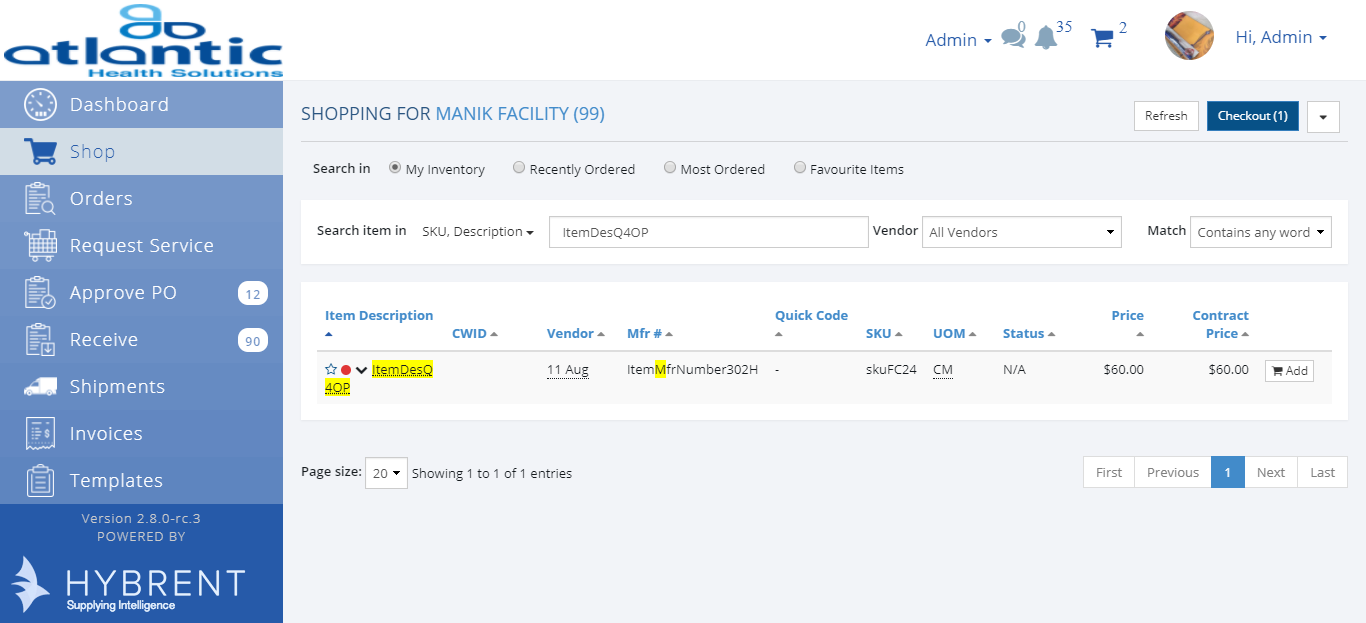 atlantic
Health Solutions
Admin
0
35
2
Hi, Admin
Dashboard
Shop
Orders
Request Service
Approve PO 12
Receive 90
Shipments
Invoices
Templates
Version 2.8.0-rc.3
POWERED BY
HYBRENT
Supplying Intelligence
SHOPPING FOR MANIK FACILITY (99)
Refresh
Checkout (1)
Search in My Inventory Recently Ordered Most Ordered Favourite Items
Search item in SKU, Description ItemDesQ4OP Vendor All Vendors Match Contains any word
Item Description CWID Vendor Mfr # Quick Code SKU UOM Status Price Contract Price
ItemDesQ
4OP
11 Aug ItemMfrNumber302H - skuFC24 CM N/A $60.00 $60.00 Add
Page size: 20 Showing 1 to 1 of 1 entries
First Previous 1 Next Last